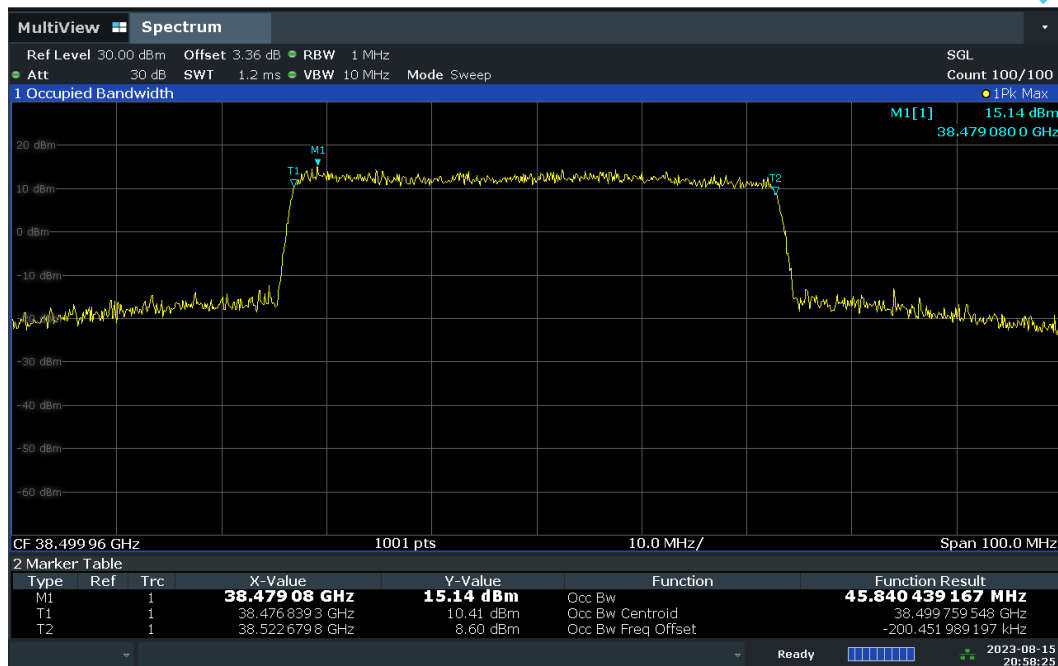 MultiView Spectrum
Ref Level 30.00 dBm Offset 3.36 dB RBW 1 MHz SGL
Att 30 dB SWT 1.2 ms VBW 10 MHz Mode Sweep Count 100/100
1 Occupied Bandwidth 1Pk Max
M1[1] 15.14 dBm
38.479 080 0 GHz
20 dBm
M1
T1
T2
10 dBm
0 dBm
-10 dBm
-30 dBm
-40 dBm
-50 dBm
-60 dBm
CF 38.499 96 GHz 1001 pts 10.0 MHz/ Span 100.0 MHz
2 Marker Table
Type Ref Trc X-Value Y-Value Function Function Result
M1 1 38.479 08 GHz 15.14 dBm Occ Bw 45.840 439 167 MHz
T1 1 38.476 839 3 GHz 10.41 dBm Occ Bw Centroid 38.499 759 548 GHz
T2 1 38.522 679 8 GHz 8.60 dBm Occ Bw Freq Offset -200.451 989 197 kHz
Ready 2023-08-15
20:58:25